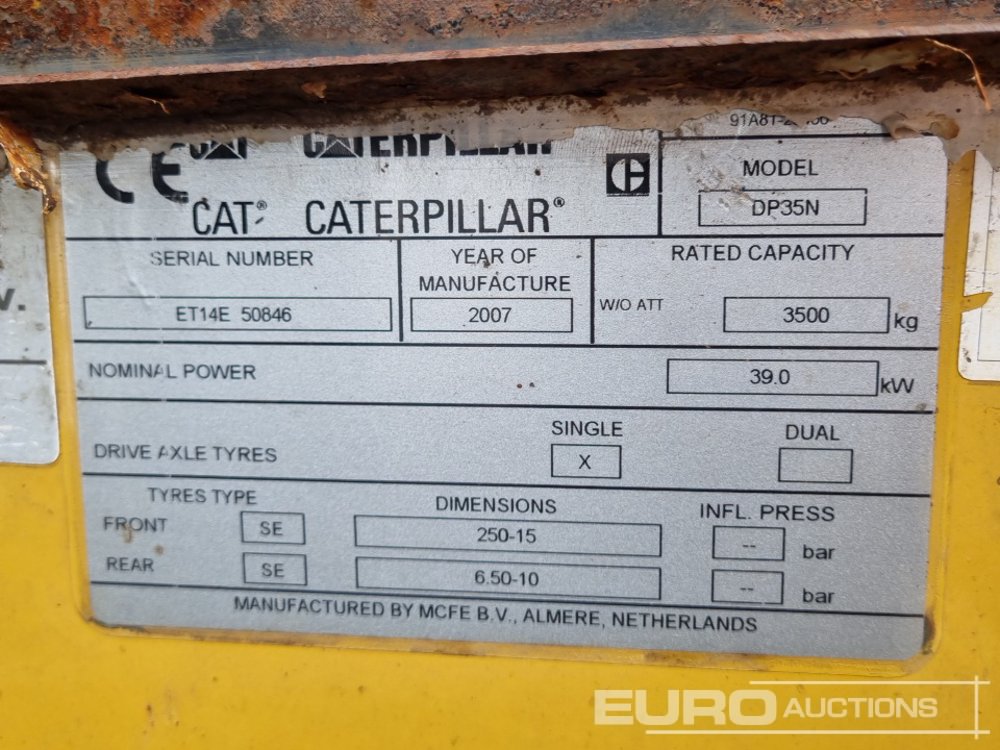 CE CAT CATERPILLAR
CAT® CATERPILLAR®
MODEL
DP35N
SERIAL NUMBER
ET14E 50846
YEAR OF
MANUFACTURE
2007
RATED CAPACITY
W/O ATT 3500 kg
NOMINAL POWER 39.0 kW
SINGLE DUAL
DRIVE AXLE TYRES X
TYRES TYPE DIMENSIONS INFL. PRESS
FRONT SE 250-15 -- bar
REAR SE 6.50-10 -- bar
MANUFACTURED BY MCFE B.V., ALMERE, NETHERLANDS
V.
EURO AUCTIONS